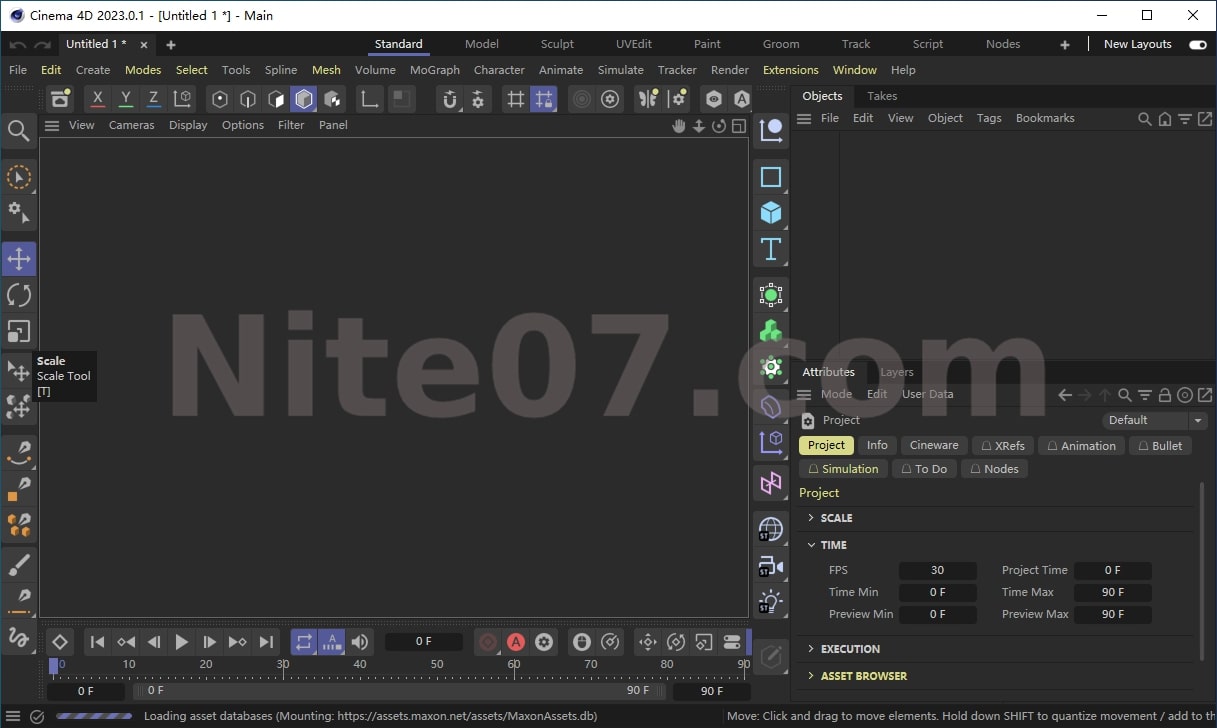 Cinema 4D 2023.0.1 - [Untitled 1 *] - Main
Untitled 1 *
Standard Model Sculpt UVEdit Paint Groom Track Script Nodes New Layouts
File Edit Create Modes Select Tools Spline Mesh Volume MoGraph Character Animate Simulate Tracker Render Extensions Window Help
X Y Z A
Objects Takes
View Cameras Display Options Filter Panel
File Edit View Object Tags Bookmarks
Nite07.com
Scale
Scale Tool
[T]
Attributes Layers
Mode Edit User Data
Project Default
Project Info Cineware XRefs Animation Bullet
Simulation To Do Nodes
Project
SCALE
TIME
FPS 30 Project Time 0 F
Time Min 0 F Time Max 90 F
Preview Min 0 F Preview Max 90 F
EXECUTION
ASSET BROWSER
ST
ST
ST
A 0 F A
0 10 20 30 40 50 60 70 80 90
0 F 0 F 90 F 90 F
Loading asset databases (Mounting: https://assets.maxon.net/assets/MaxonAssets.db) Move: Click and drag to move elements. Hold down SHIFT to quantize movement / add to th